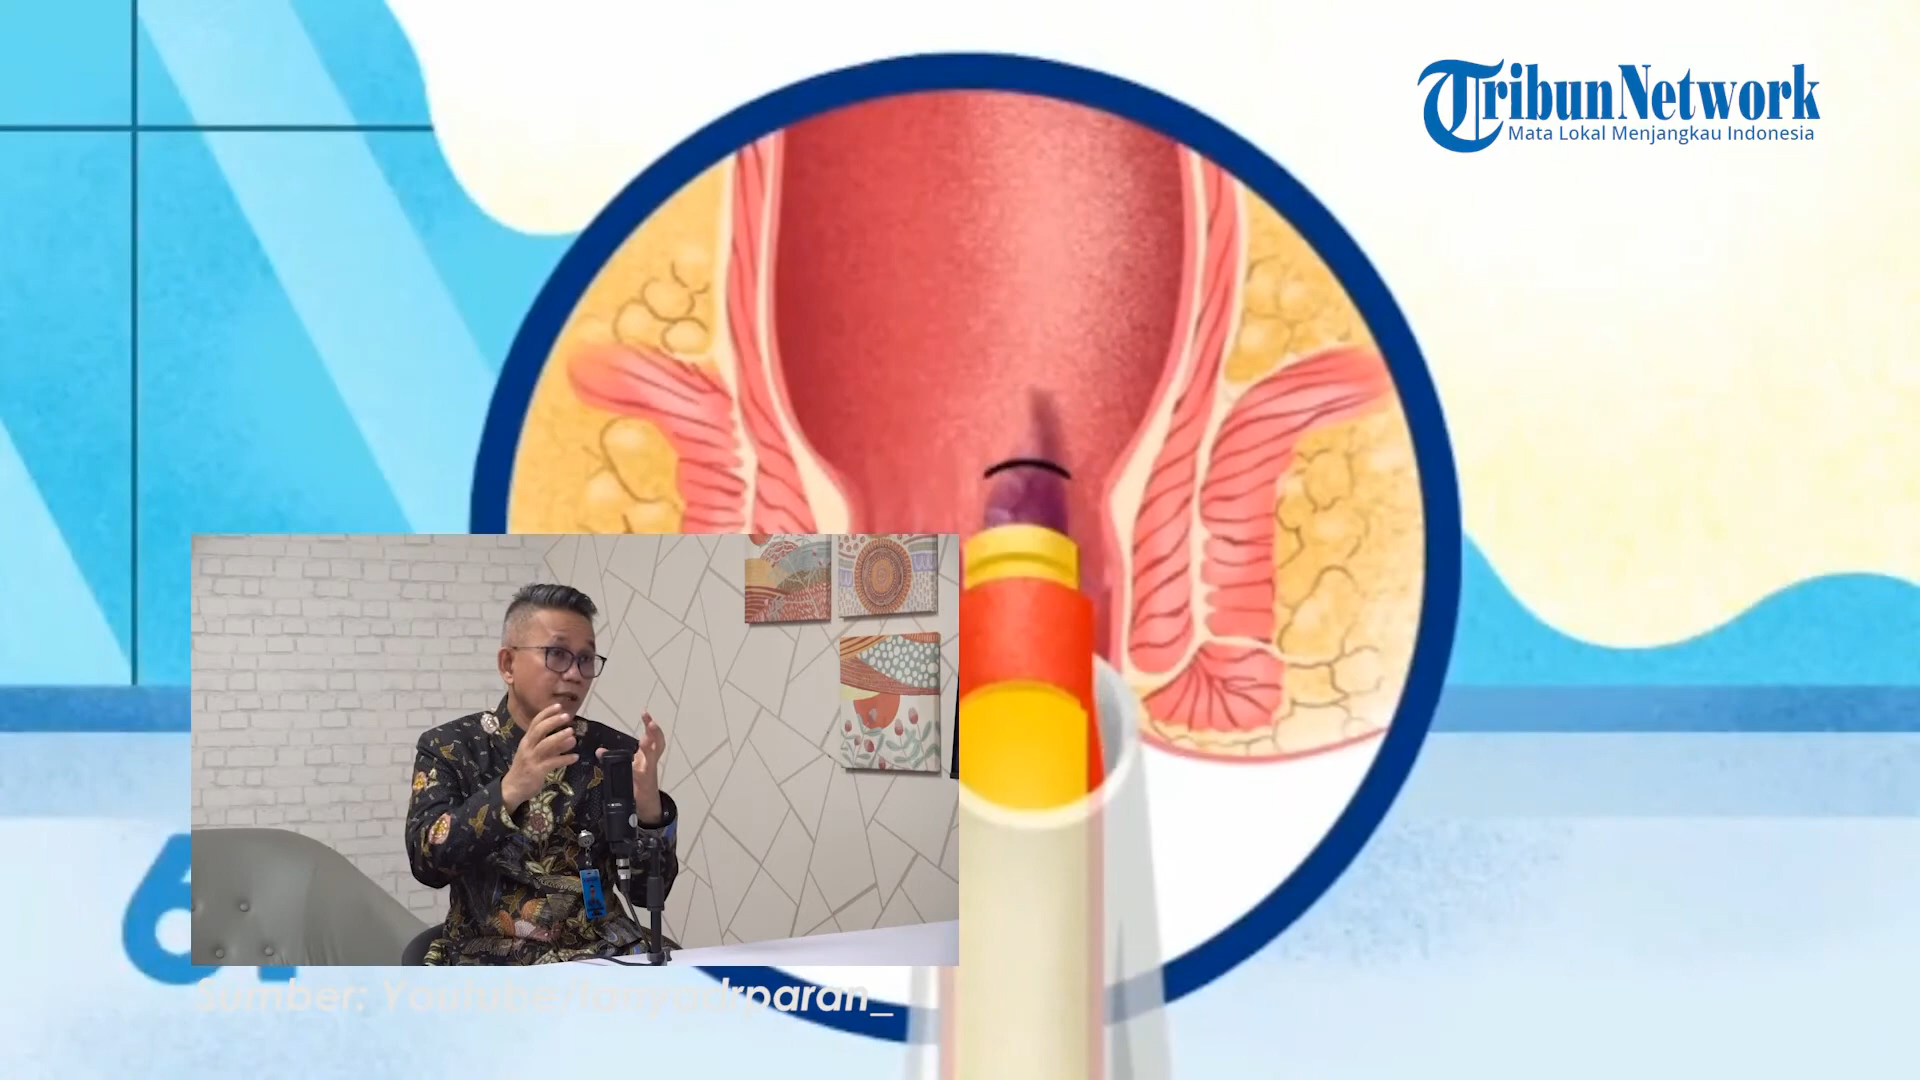 TribunNetwork
Mata Lokal Menjangkau Indonesia
Sumber: Youtube/tanyadrparan_